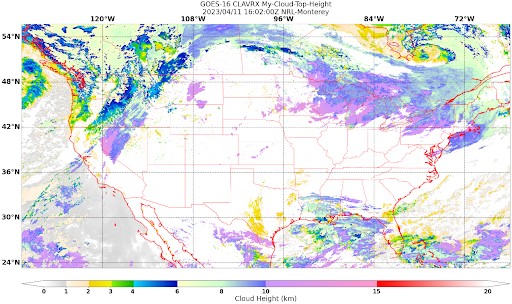 GOES-16 CLAVRX My-Cloud-Top-Height
2023/04/11 16:02:00Z NRL-Monterey
120°W 108°W 96°W 84°W 72°W
54°N
48°N
42°N
36°N
30°N
24°N
0 1 2 3 4 6 8 10 15 20
Cloud Height (km)